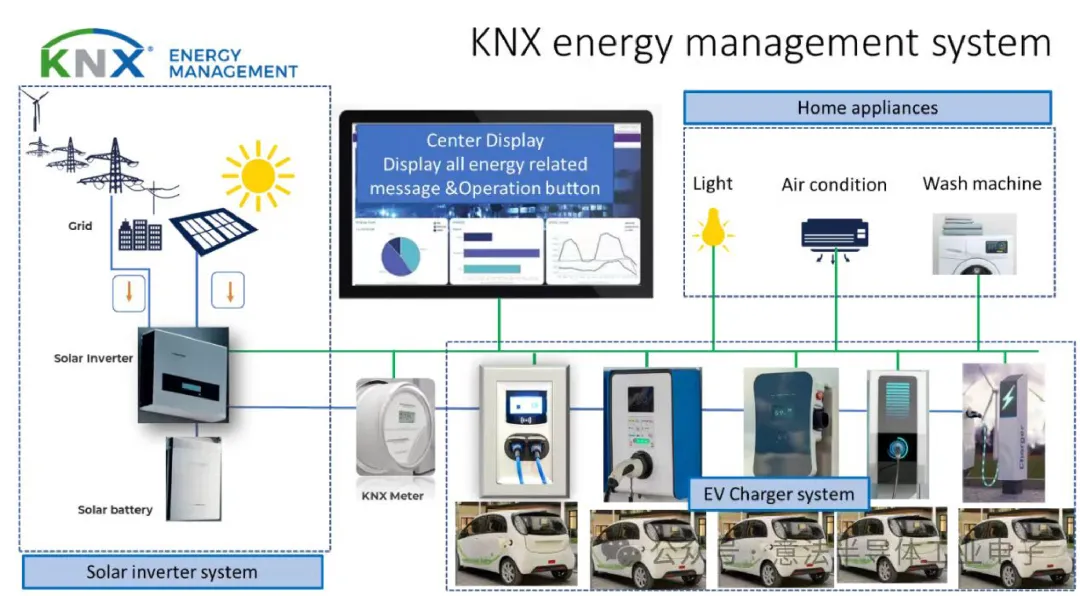 KNX® ENERGY
MANAGEMENT
KNX energy management system
Home appliances
Center Display
Display all energy related
message &Operation button
Light
Air condition
Wash machine
Grid
Solar Inverter
KNX Meter
Charger
EV Charger system
Solar battery
公众号：意法半导体工业电子
Solar inverter system